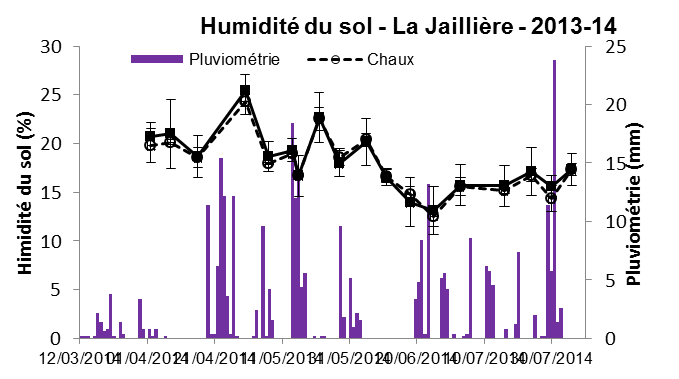 Humidité du sol - La Jaillière - 2013-14
Pluviométrie
Chaux
Himidité du sol (%)
30
25
20
15
10
5
0
25
20
15
10
5
0
Pluviométrie (mm)
12/03/2014 01/04/2014 21/04/2014 11/05/2014 31/05/2014 20/06/2014 10/07/2014 30/07/2014